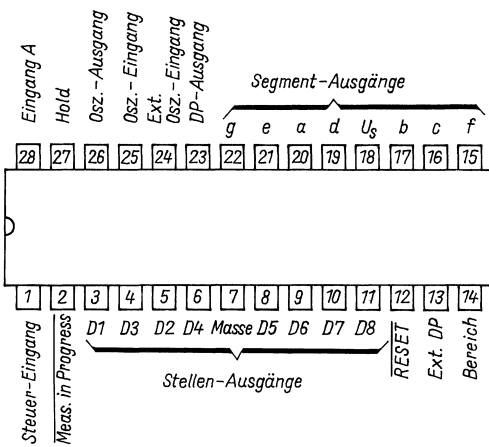 Eingang A
Hold
Osz.-Ausgang
Osz.-Eingang
Ext.
Osz.-Eingang
DP-Ausgang
Segment-Ausgänge
g e a d Us b c f
28 27 26 25 24 23 22 21 20 19 18 17 16 15
1 2 3 4 5 6 7 8 9 10 11 12 13 14
D1 D3 D2 D4 Masse D5 D6 D7 D8
Stellen-Ausgänge
Steuer-Eingang
Meas. in Progress
RESET
Ext. DP
Bereich